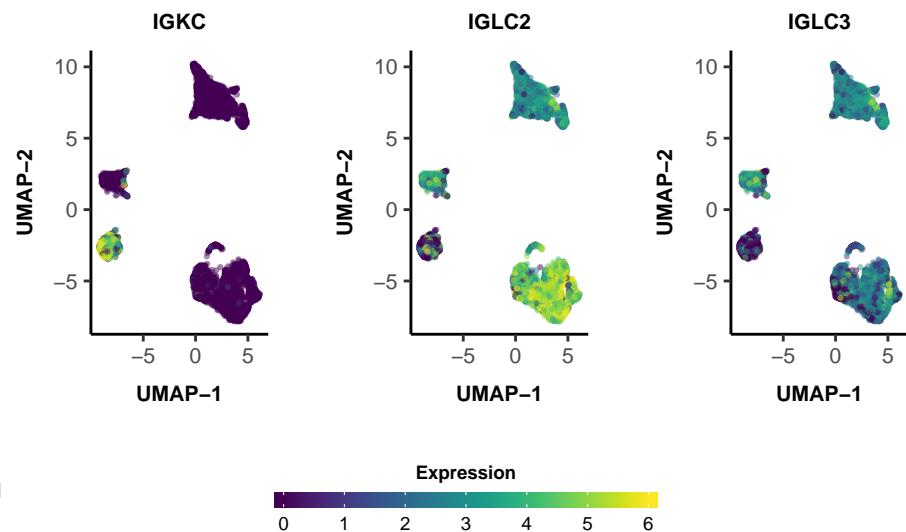 IGKC IGLC2 IGLC3
10 10 10
5 5 5
0 0 0
−5 −5 −5
UMAP−2 UMAP−2 UMAP−2
−5 0 5 −5 0 5 −5 0 5
UMAP−1 UMAP−1 UMAP−1
Expression
0 1 2 3 4 5 6